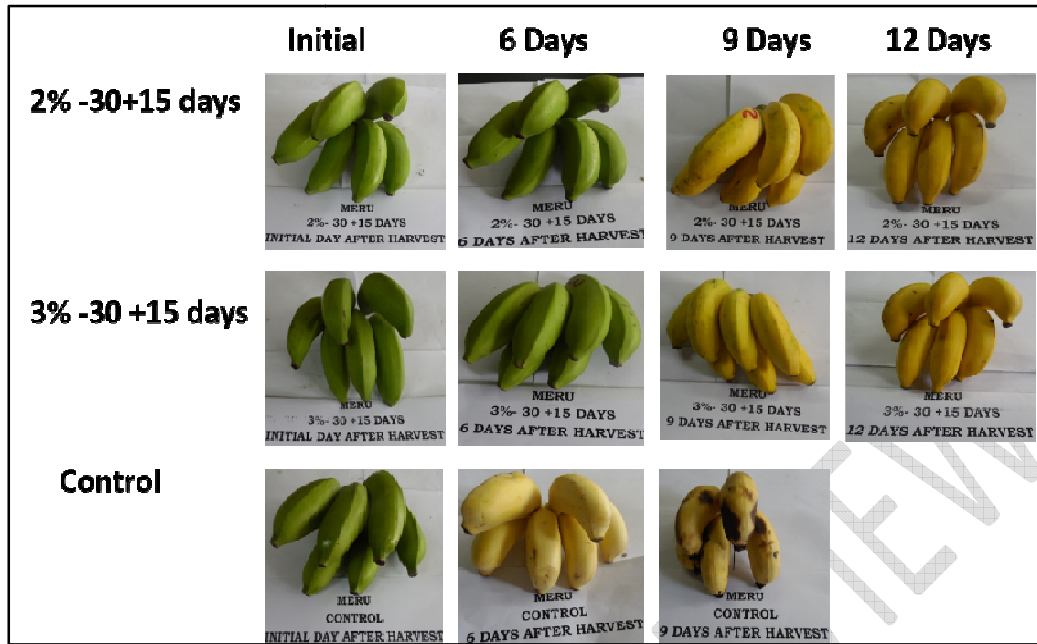 Initial 6 Days 9 Days 12 Days
2% -30+15 days
MERU
2%- 30 +15 DAYS
INITIAL DAY AFTER HARVEST
MERU
2%- 30 +15 DAYS
6 DAYS AFTER HARVEST
2
MERU
2%- 30 +15 DAYS
9 DAYS AFTER HARVEST
MERU
2%- 30 +15 DAYS
12 DAYS AFTER HARVEST
3% -30 +15 days
MERU
3%- 30 +15 DAYS
INITIAL DAY AFTER HARVEST
MERU
3%- 30 +15 DAYS
6 DAYS AFTER HARVEST
MERU
3%- 30 +15 DAYS
9 DAYS AFTER HARVEST
MERU
3%- 30 +15 DAYS
12 DAYS AFTER HARVEST
Control
MERU
CONTROL
INITIAL DAY AFTER HARVEST
MERU
CONTROL
6 DAYS AFTER HARVEST
MERU
CONTROL
9 DAYS AFTER HARVEST